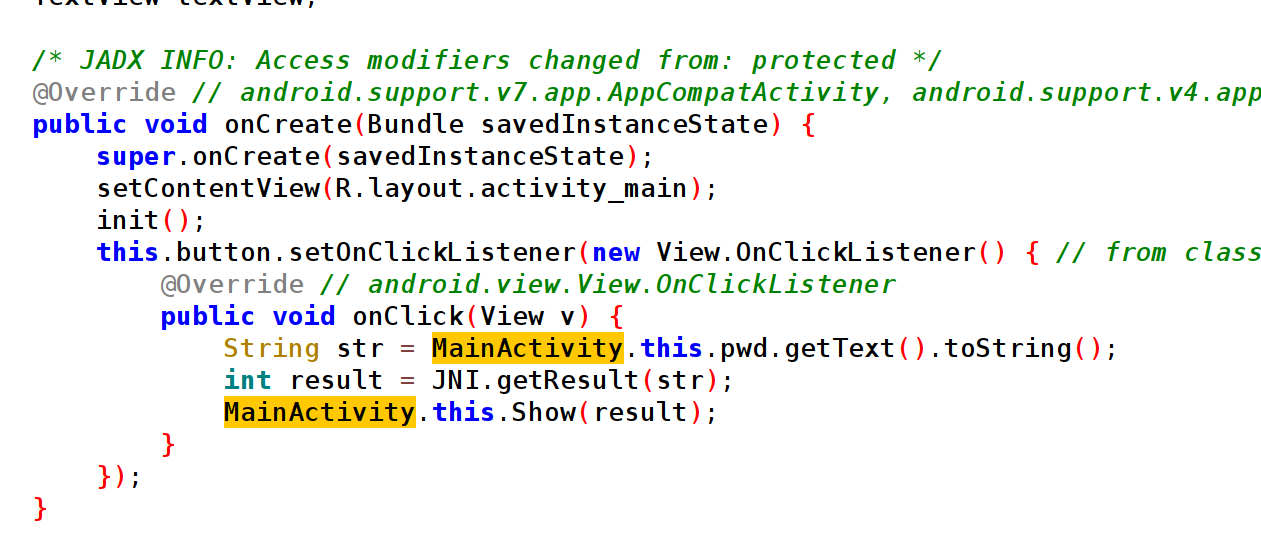 TextView textView;
/* JADX INFO: Access modifiers changed from: protected */
@Override // android.support.v7.app.AppCompatActivity, android.support.v4.app
public void onCreate(Bundle savedInstanceState) {
    super.onCreate(savedInstanceState);
    setContentView(R.layout.activity_main);
    init();
    this.button.setOnClickListener(new View.OnClickListener() { // from class
        @Override // android.view.View.OnClickListener
        public void onClick(View v) {
            String str = MainActivity.this.pwd.getText().toString();
            int result = JNI.getResult(str);
            MainActivity.this.Show(result);
        }
    });
}